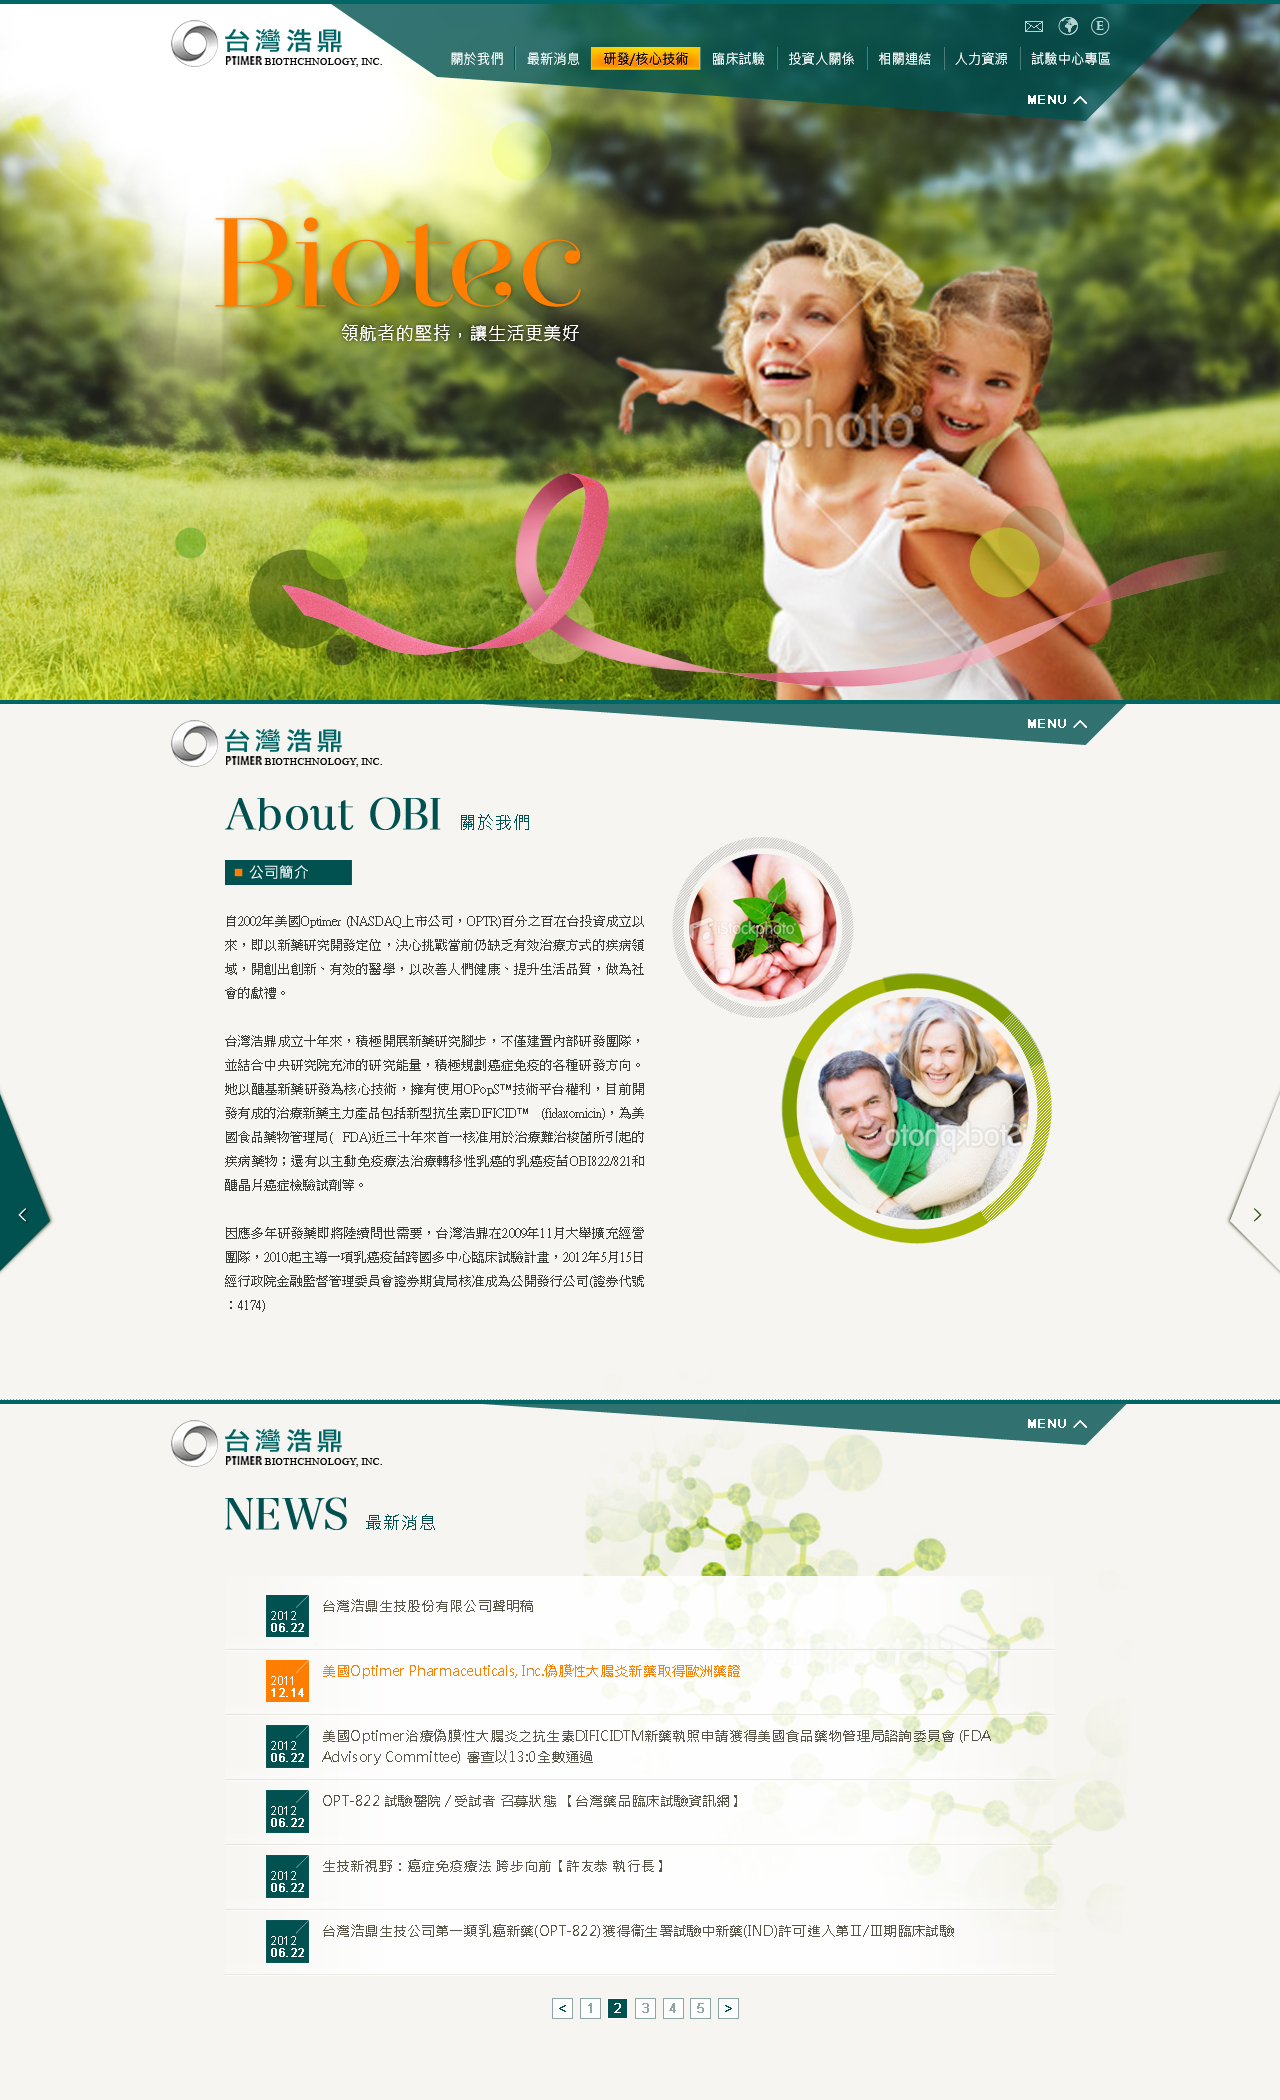 台灣浩鼎
PTIMER BIOTHCHNOLOGY, INC.
關於我們
最新消息
研發/核心技術
臨床試驗
投資人關係
相關連結
人力資源
試驗中心專區
MENU
Biotec
領航者的堅持，讓生活更美好
ckphoto
台灣浩鼎
PTIMER BIOTHCHNOLOGY, INC.
MENU
About OBI 關於我們
公司簡介
iStockphoto
自2002年美國Optimer (NASDAQ上市公司，OPTR)百分之百在台投資成立以
來，即以新藥研究開發定位，決心挑戰當前仍缺乏有效治療方式的疾病領
域，開創出創新、有效的醫學，以改善人們健康、提升生活品質，做為社
會的獻禮。
台灣浩鼎成立十年來，積極開展新藥研究腳步，不僅建置內部研發團隊，
並結合中央研究院充沛的研究能量，積極規劃癌症免疫的各種研發方向。
她以醣基新藥研發為核心技術，擁有使用OPopS™技術平台權利，目前開
發有成的治療新藥主力產品包括新型抗生素DIFICID™ (fidaxomicin)，為美
國食品藥物管理局( FDA)近三十年來首一核准用於治療難治梭菌所引起的
疾病藥物；還有以主動免疫療法治療轉移性乳癌的乳癌疫苗OBI822/821和
醣晶片癌症檢驗試劑等。
因應多年研發藥即將陸續問世需要，台灣浩鼎在2009年11月大舉擴充經營
團隊，2010起主導一項乳癌疫苗跨國多中心臨床試驗計畫，2012年5月15日
經行政院金融監督管理委員會證券期貨局核准成為公開發行公司(證券代號
：4174)
台灣浩鼎
PTIMER BIOTHCHNOLOGY, INC.
MENU
NEWS 最新消息
2012
06.22
台灣浩鼎生技股份有限公司聲明稿
2011
12.14
美國Optimer Pharmaceuticals, Inc.偽膜性大腸炎新藥取得歐洲藥證
2012
06.22
美國Optimer治療偽膜性大腸炎之抗生素DIFICIDTM新藥執照申請獲得美國食品藥物管理局諮詢委員會 (FDA
Advisory Committee) 審查以13:0全數通過
2012
06.22
OPT-822 試驗醫院 / 受試者 召募狀態 【台灣藥品臨床試驗資訊網】
2012
06.22
生技新視野：癌症免疫療法 跨步向前【許友恭 執行長】
2012
06.22
台灣浩鼎生技公司第一類乳癌新藥(OPT-822)獲得衛生署試驗中新藥(IND)許可進入第Ⅱ/Ⅲ期臨床試驗
< 1 2 3 4 5 >